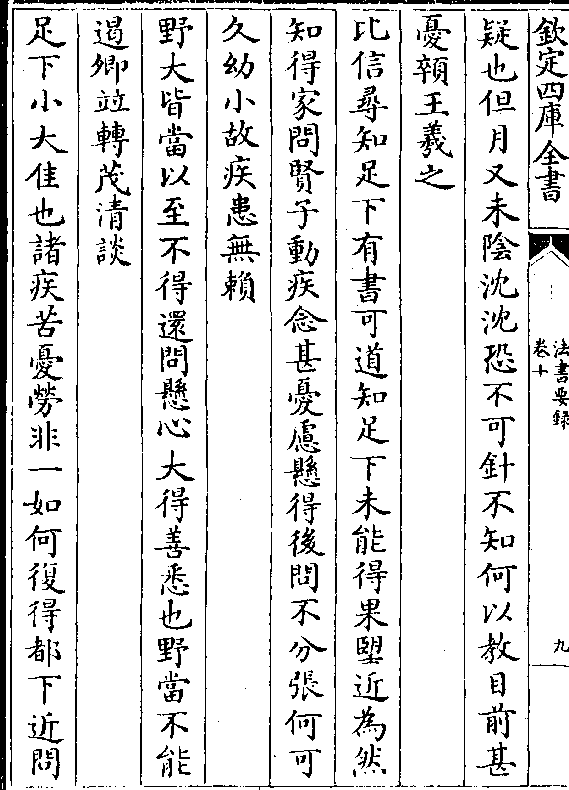 欽定四庫全書
法書要録
卷十
九
疑也但月又未陰沈沈恐不可針不知何以教目前甚
憂顇王羲之
比信尋知足下有書可道知足下未能得果望近為然
知得家問賢子動疾念甚憂慮懸得後問不分張何可
久幼小故疾患無賴
野大皆當以至不得還問懸心大得善悉也野當不能
遏卿竝轉茂清談
足下小大佳也諸疾苦憂勞非一如何復得都下近問